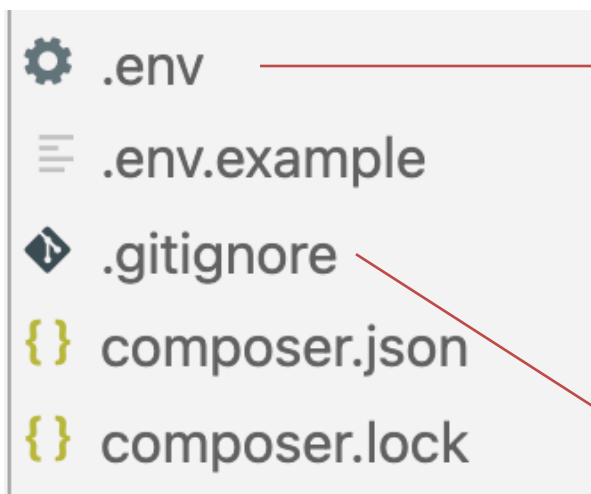 .env
.env.example
.gitignore
composer.json
composer.lock